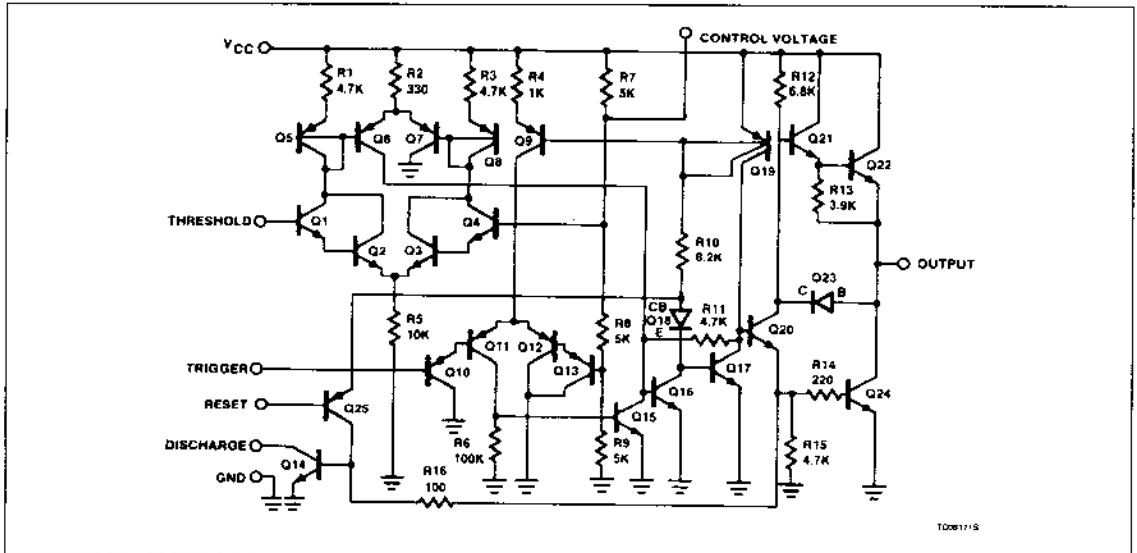 VCC
CONTROL VOLTAGE
R1
4.7K
R2
330
R3
4.7K
R4
1K
R7
5K
R12
6.8K
Q5
Q6
Q7
Q8
Q9
Q19
Q21
Q22
R13
3.9K
THRESHOLD
Q1
Q2
Q3
Q4
R10
8.2K
OUTPUT
Q23
C
B
R5
10K
CB
Q18
E
R11
4.7K
Q20
R8
5K
Q11
Q12
Q13
TRIGGER
Q10
Q16
Q17
R14
220
Q24
RESET
Q25
Q15
DISCHARGE
Q14
R6
100K
R9
5K
R15
4.7K
GND
R16
100